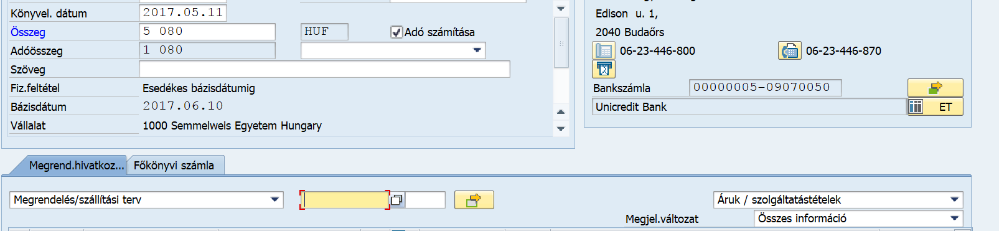 Könyvel. dátum 2017.05.11
Összeg 5 080 HUF Adó számítása
Adóösszeg 1 080
Szöveg
Fiz.feltétel Esedékes bázisdátumig
Bázisdátum 2017.06.10
Vállalat 1000 Semmelweis Egyetem Hungary
Edison u. 1,
2040 Budaőrs
06-23-446-800 06-23-446-870
Bankszámla 00000005-09070050
Unicredit Bank ET
Megrend.hivatkoz... Főkönyvi számla
Megrendelés/szállítási terv Áruk / szolgáltatástételek
Megjel.változat Összes információ